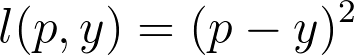 l(p, y) = (p − y)²